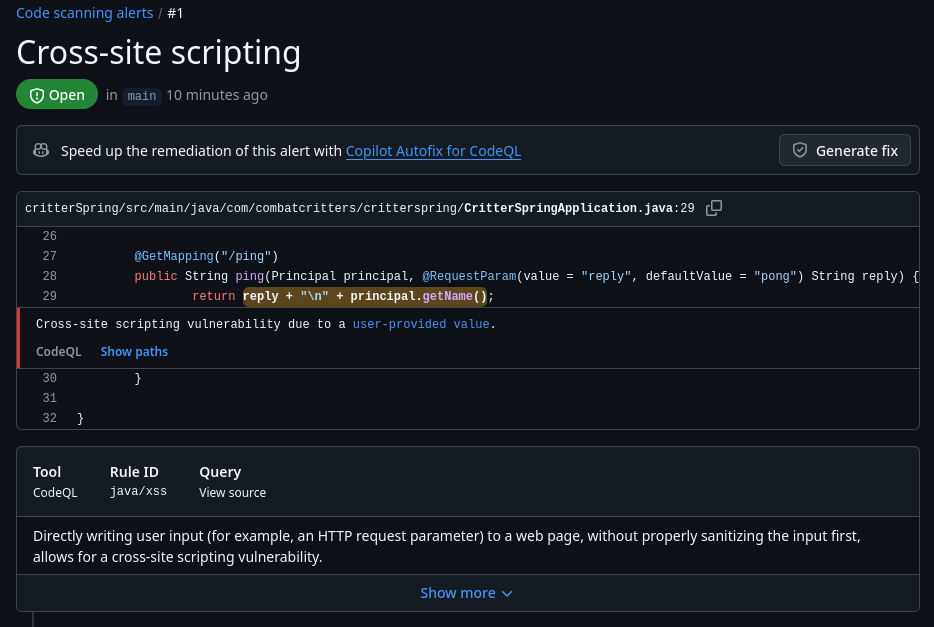 Code scanning alerts / #1
Cross-site scripting
Open in main 10 minutes ago
Speed up the remediation of this alert with Copilot Autofix for CodeQL Generate fix
critterSpring/src/main/java/com/combatcritters/critterspring/CritterSpringApplication.java:29
26
27 @GetMapping("/ping")
28 public String ping(Principal principal, @RequestParam(value = "reply", defaultValue = "pong") String reply) {
29 return reply + "\n" + principal.getName();
Cross-site scripting vulnerability due to a user-provided value.
CodeQL Show paths
30 }
31
32 }
Tool Rule ID Query
CodeQL java/xss View source
Directly writing user input (for example, an HTTP request parameter) to a web page, without properly sanitizing the input first,
allows for a cross-site scripting vulnerability.
Show more